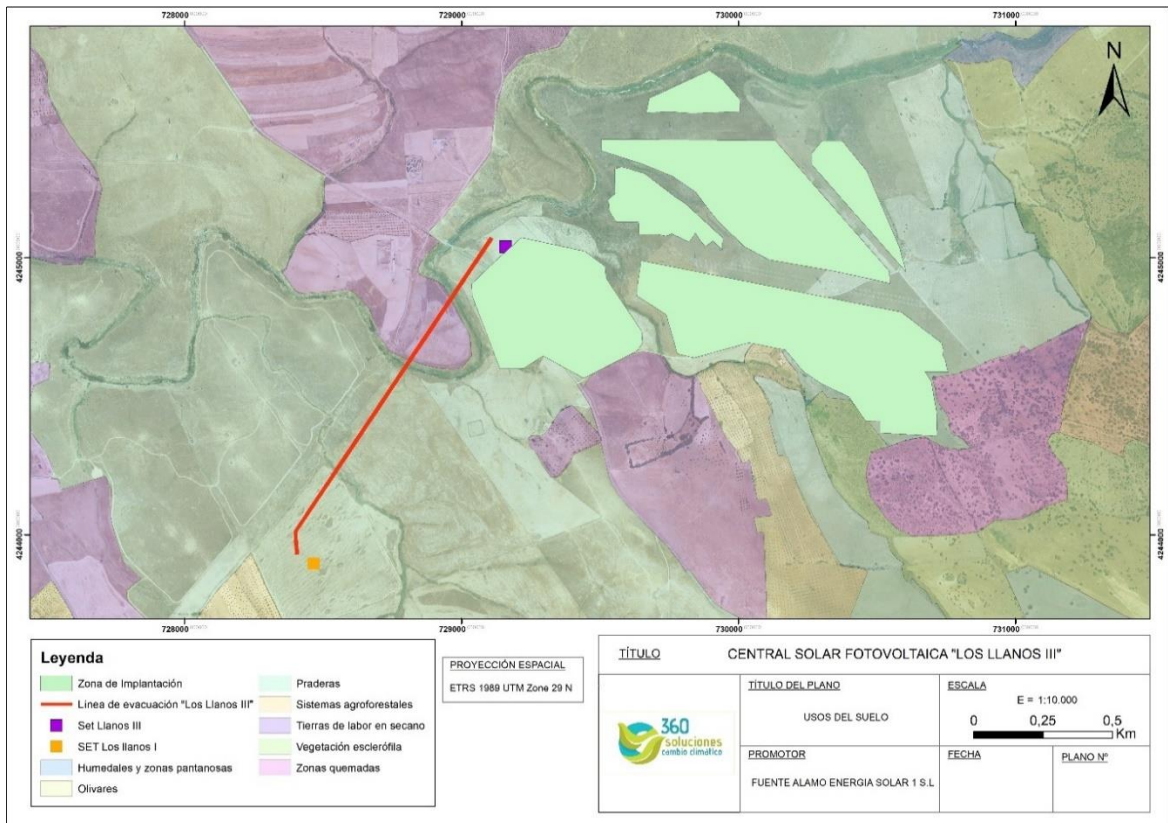 728000
729000
730000
731000
N
4245000
4245000
4244000
4244000
728000
729000
730000
731000
Leyenda
Zona de Implantación
Linea de evacuación "Los Llanos III"
Set Llanos III
SET Los llanos I
Humedales y zonas pantanosas
Olivares
Praderas
Sistemas agroforestales
Tierras de labor en secano
Vegetación esclerófila
Zonas quemadas
PROYECCIÓN ESPACIAL
ETRS 1989 UTM Zone 29 N
TÍTULO
CENTRAL SOLAR FOTOVOLTAICA "LOS LLANOS III"
360
soluciones
cambio climático
TÍTULO DEL PLANO
USOS DEL SUELO
ESCALA
E = 1:10.000
0 0,25 0,5
Km
PROMOTOR
FUENTE ALAMO ENERGIA SOLAR 1 S.L
FECHA
PLANO Nº